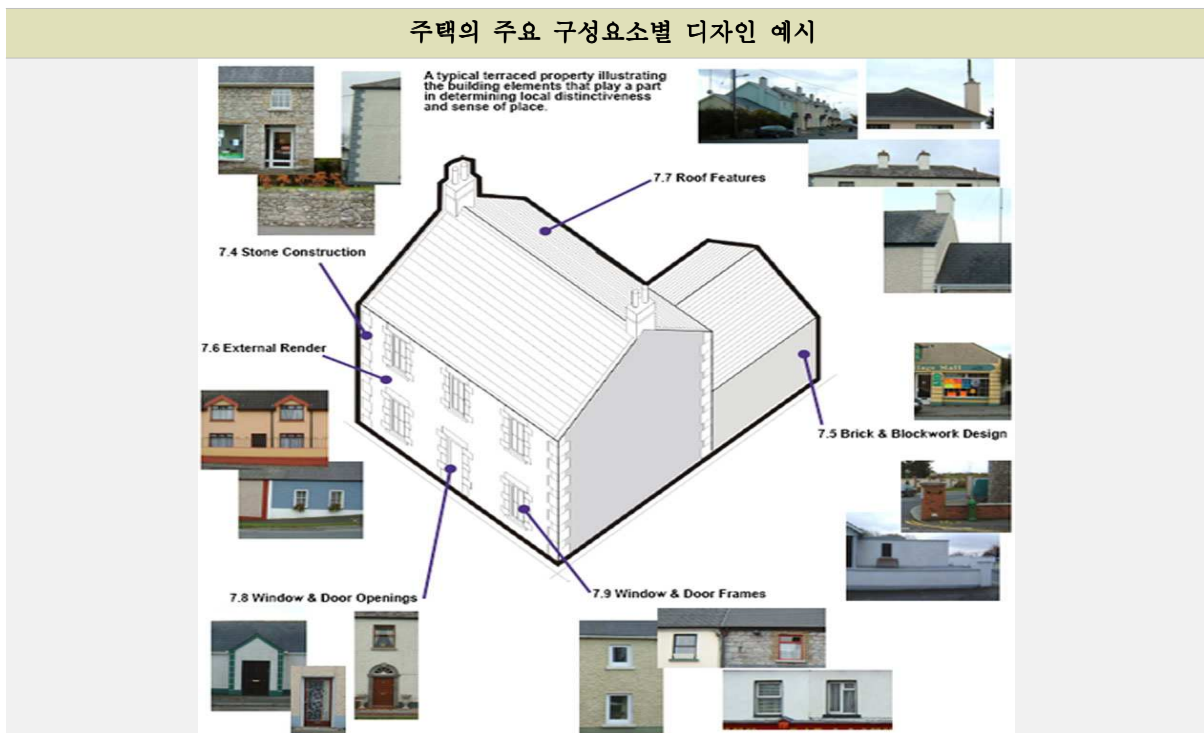 주택의 주요 구성요소별 디자인 예시
A typical terraced property illustrating
the building elements that play a part
in determining local distinctiveness
and sense of place.
7.7 Roof Features
7.4 Stone Construction
7.6 External Render
7.5 Brick & Blockwork Design
7.8 Window & Door Openings
7.9 Window & Door Frames